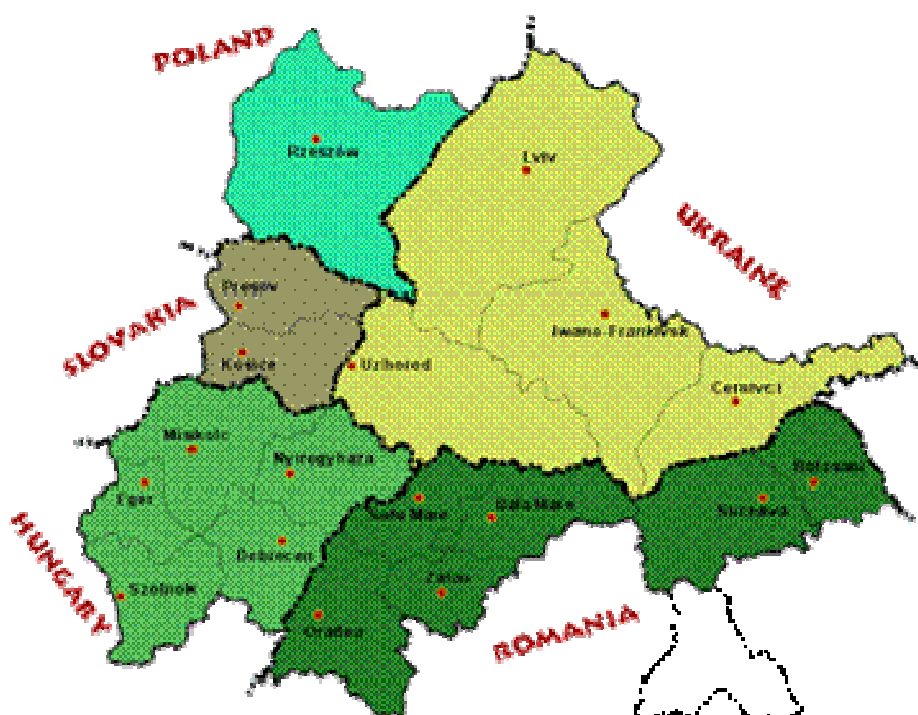 POLAND
Rzeszów
Lviv
UKRAINE
Presov
SLOVAKIA
Iwano-Frankivsk
Kosice
Uzhorod
Miskolc
Nyiregyhaza
Eger
Satu Mare
Baia Mare
Botosani
Suceava
HUNGARY
Debrecen
Szolnok
Zalau
Oradea
ROMANIA